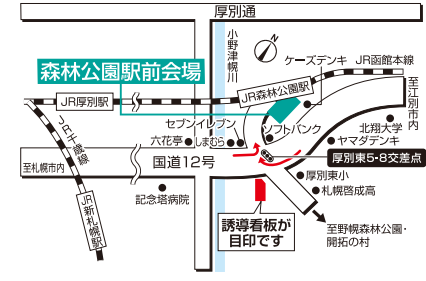 厚別通
小野津幌川
N
ケーズデンキ
JR函館本線
森林公園駅前会場
JR森林公園駅
至江別市内
JR厚別駅
セブンイレブン
ソフトバンク
北翔大学
JR千歳線
六花亭
しまむら
ヤマダデンキ
国道12号
厚別東5-8交差点
至札幌市内
厚別東小
記念塔病院
札幌啓成高
JR新札幌駅
誘導看板が
目印です
至野幌森林公園・
開拓の村